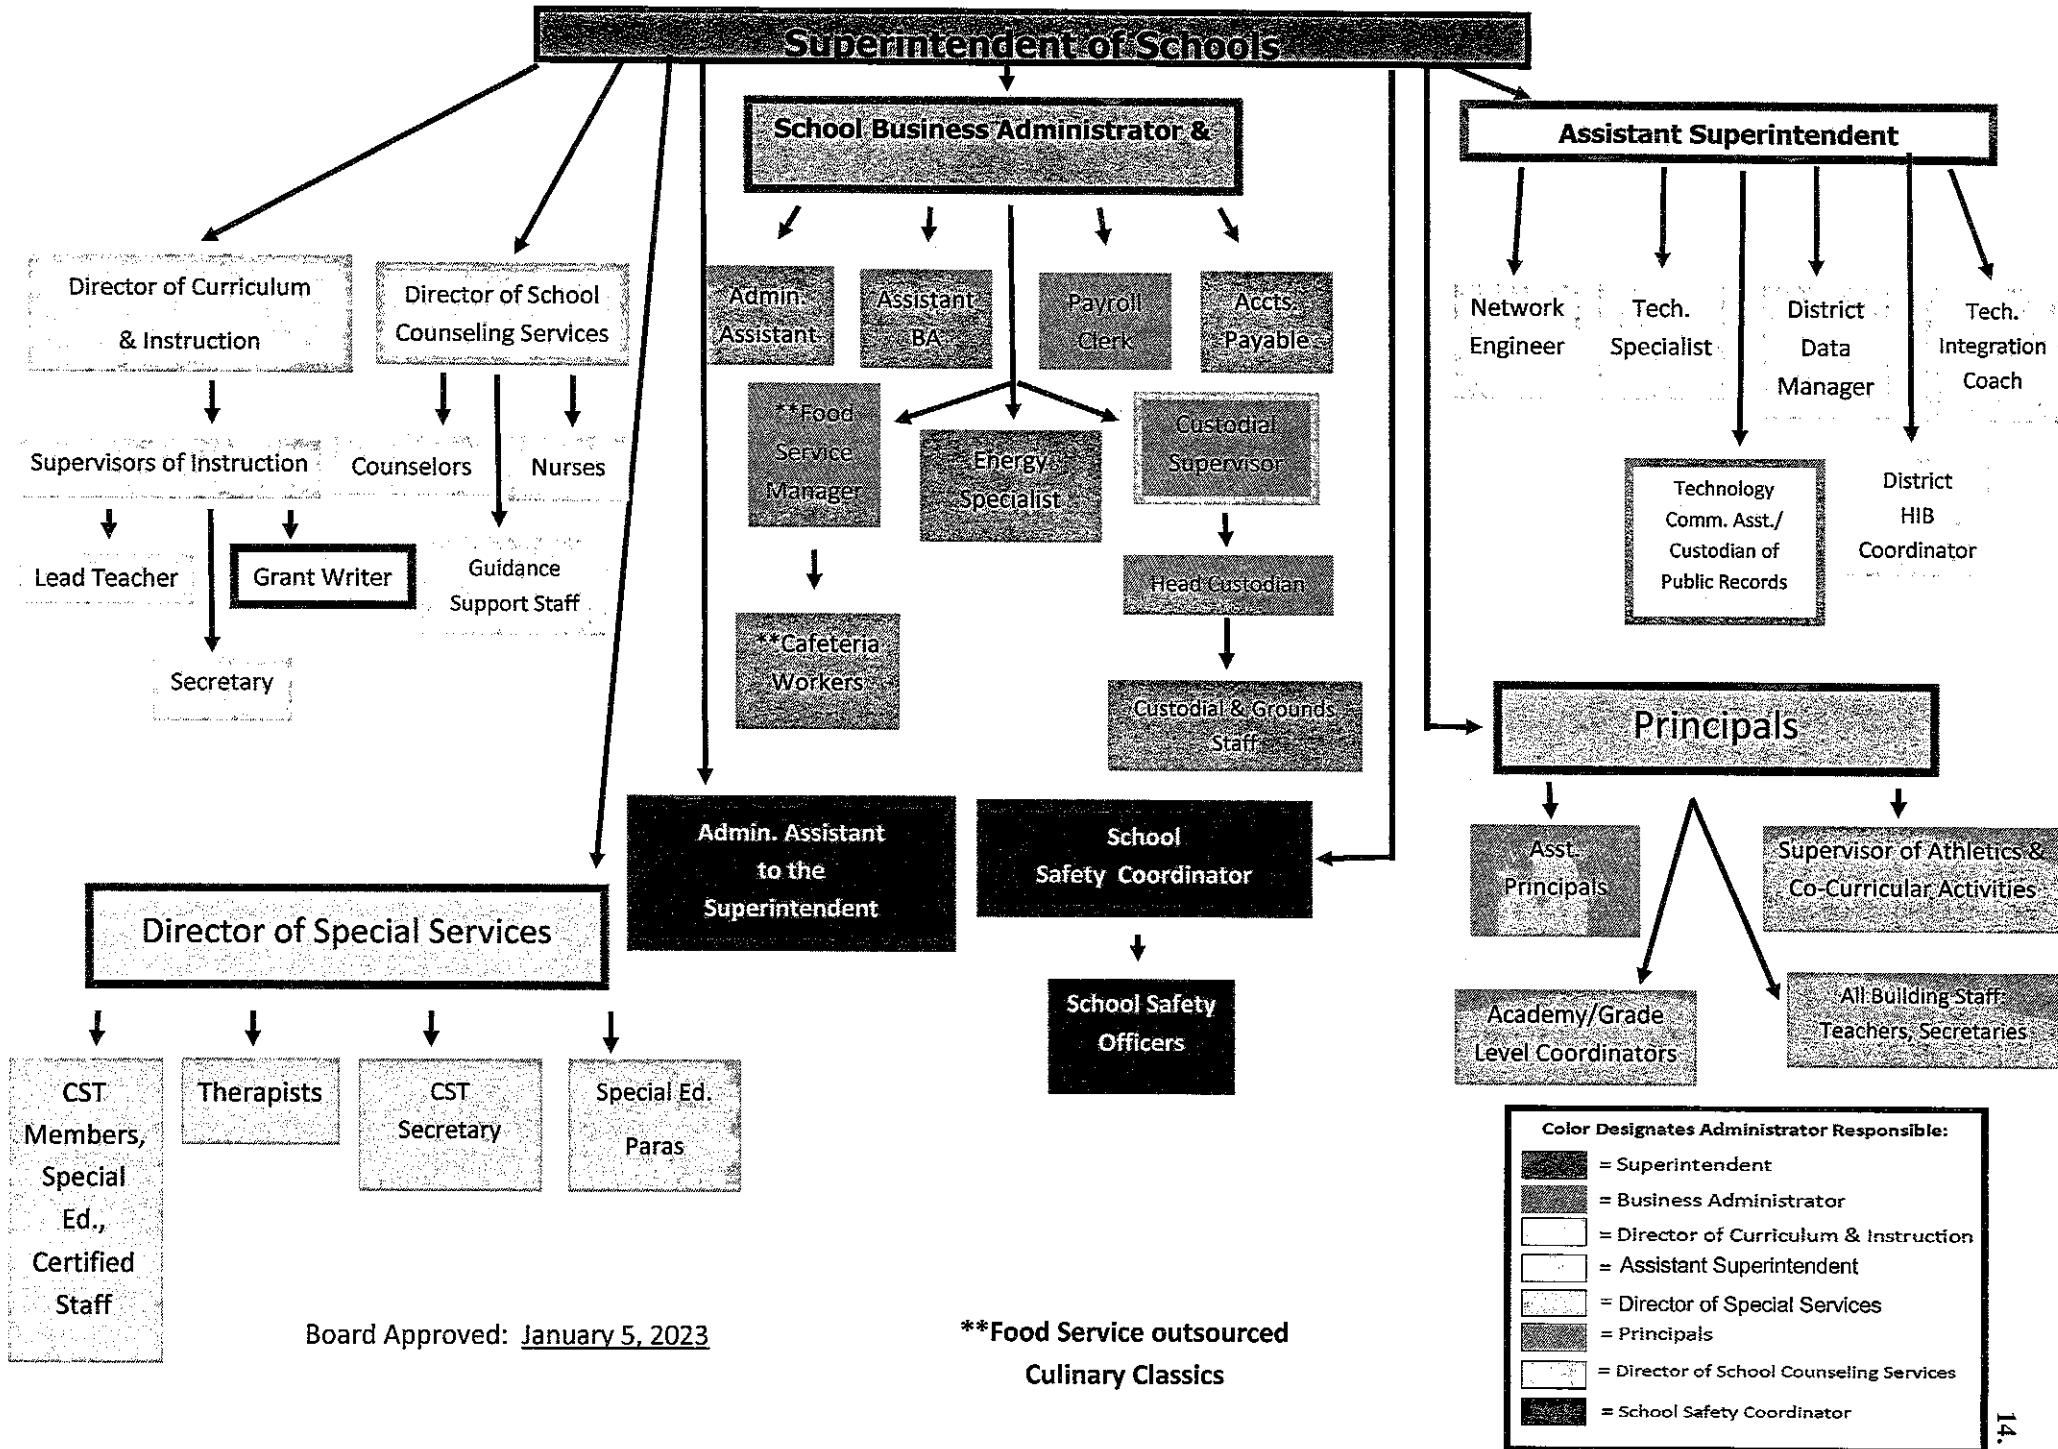 Superintendent of Schools
School Business Administrator &
Assistant Superintendent
Director of Curriculum
& Instruction
Director of School
Counseling Services
Admin.
Assistant
Assistant
BA
Payroll
Clerk
Accts.
Payable
Network
Engineer
Tech.
Specialist
District
Data
Manager
Tech.
Integration
Coach
Supervisors of Instruction
Counselors
Nurses
**Food
Service
Manager
Energy
Specialist
Custodial
Supervisor
Technology
Comm. Asst./
Custodian of
Public Records
District
HIB
Coordinator
Lead Teacher
Grant Writer
Guidance
Support Staff
Head Custodian
Secretary
**Cafeteria
Workers
Custodial & Grounds
Staff
Principals
Admin. Assistant
to the
Superintendent
School
Safety Coordinator
Asst.
Principals
Supervisor of Athletics &
Co-Curricular Activities
Director of Special Services
School Safety
Officers
Academy/Grade
Level Coordinators
All Building Staff
Teachers, Secretaries
CST
Members,
Special
Ed.,
Certified
Staff
Therapists
CST
Secretary
Special Ed.
Paras
Color Designates Administrator Responsible:
= Superintendent
= Business Administrator
= Director of Curriculum & Instruction
= Assistant Superintendent
= Director of Special Services
= Principals
= Director of School Counseling Services
= School Safety Coordinator
Board Approved: January 5, 2023
**Food Service outsourced
Culinary Classics
14.